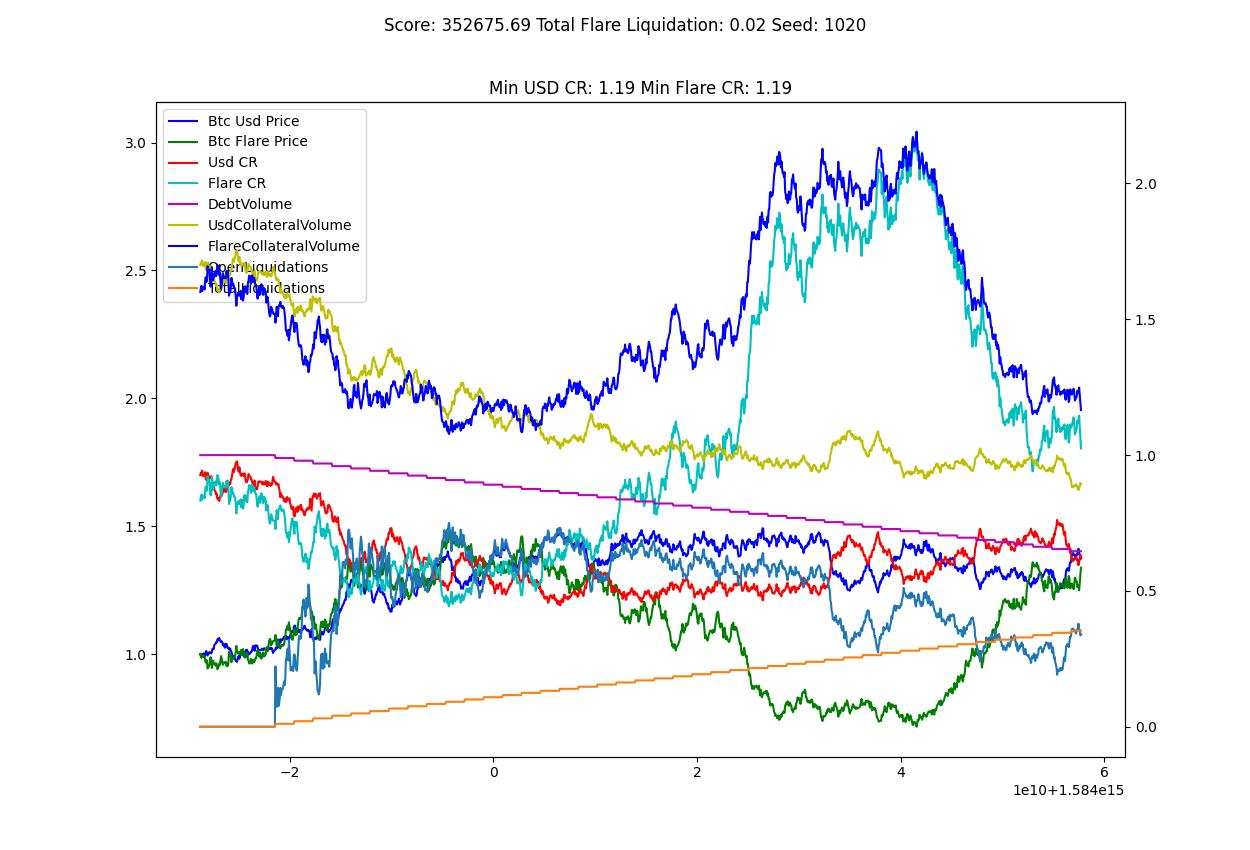 Score: 352675.69 Total Flare Liquidation: 0.02 Seed: 1020
Min USD CR: 1.19 Min Flare CR: 1.19
Btc Usd Price
Btc Flare Price
Usd CR
Flare CR
DebtVolume
UsdCollateralVolume
FlareCollateralVolume
OpenLiquidations
TotalLiquidations
3.0
2.5
2.0
1.5
1.0
2.0
1.5
1.0
0.5
0.0
−2
0
2
4
6
1e10+1.584e15